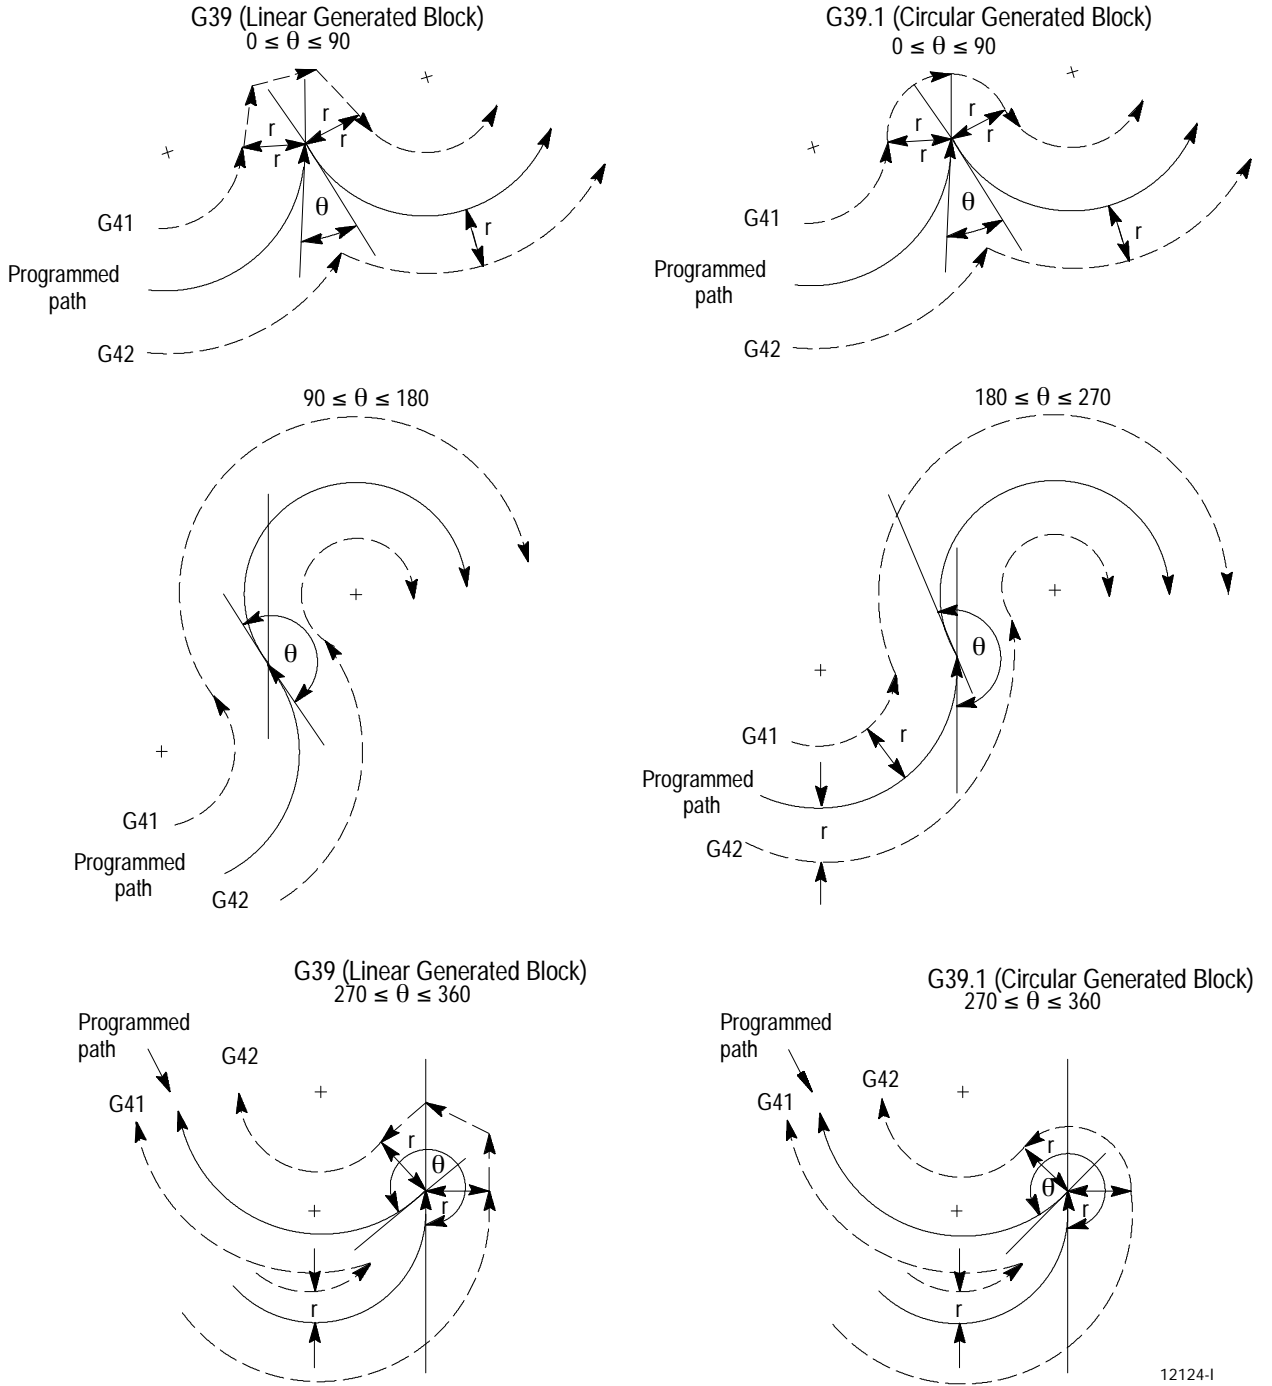 G39 (Linear Generated Block)
0 ≤ θ ≤ 90
r
r
r
r
θ
r
G41
Programmed
path
G42
G39.1 (Circular Generated Block)
0 ≤ θ ≤ 90
r
r
r
r
θ
r
G41
Programmed
path
G42
90 ≤ θ ≤ 180
θ
G41
Programmed
path
G42
180 ≤ θ ≤ 270
θ
G41
r
Programmed
path
r
G42
G39 (Linear Generated Block)
270 ≤ θ ≤ 360
Programmed
path
G42
G41
r
θ
r
r
G39.1 (Circular Generated Block)
270 ≤ θ ≤ 360
Programmed
path
G42
G41
r
θ
r
r
12124-I